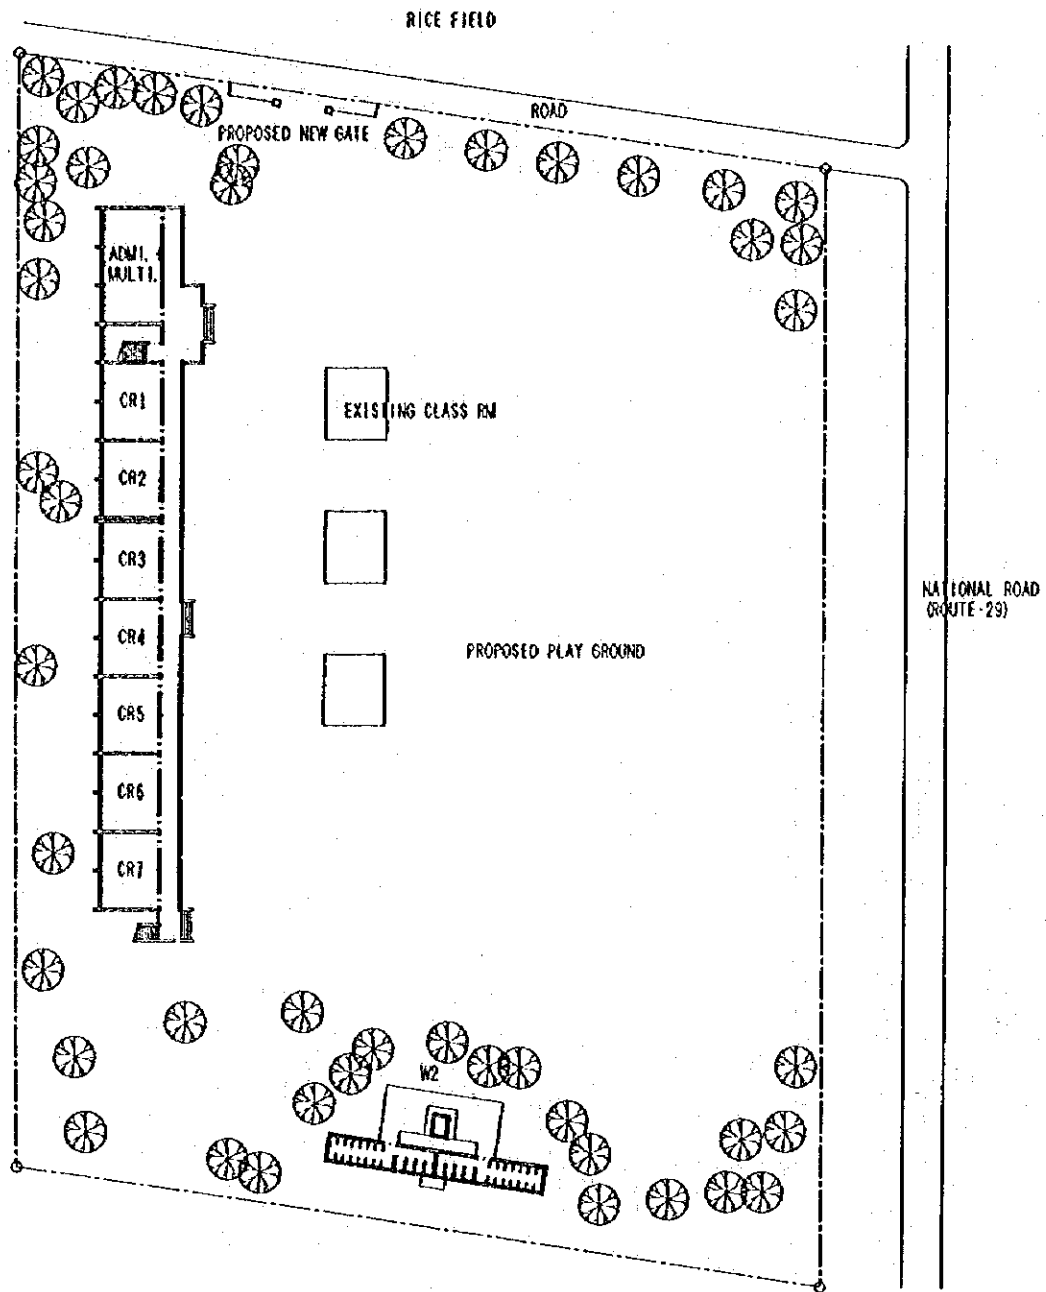 RICE FIELD
ROAD
PROPOSED NEW GATE
ADMI. &
MULTI.
CR1
EXISTING CLASS RM
CR2
CR3
NATIONAL ROAD
(ROUTE-29)
CR4
PROPOSED PLAY GROUND
CR5
CR6
CR7
W2